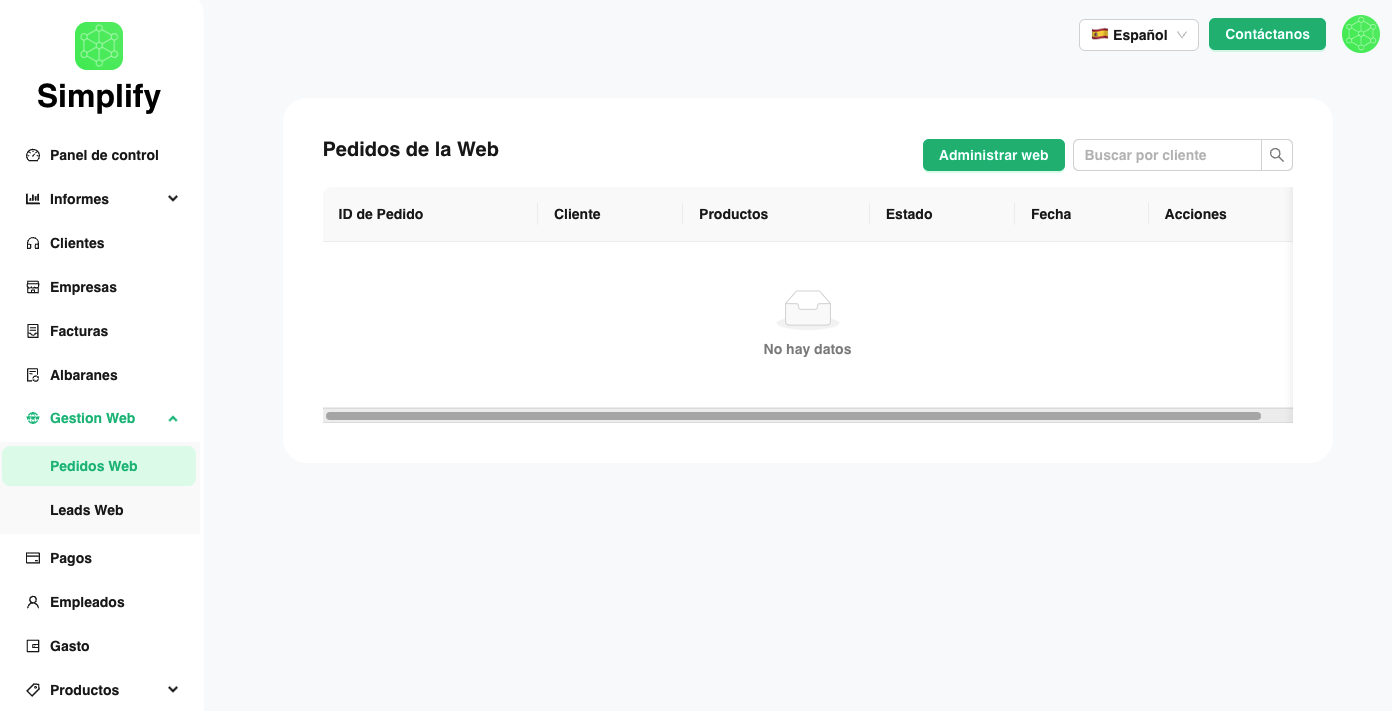 Simplify
Panel de control
Informes
Clientes
Empresas
Facturas
Albaranes
Gestion Web
Pedidos Web
Leads Web
Pagos
Empleados
Gasto
Productos
🇪🇸 Español
Contáctanos
Pedidos de la Web
Administrar web
Buscar por cliente
ID de Pedido Cliente Productos Estado Fecha Acciones
No hay datos